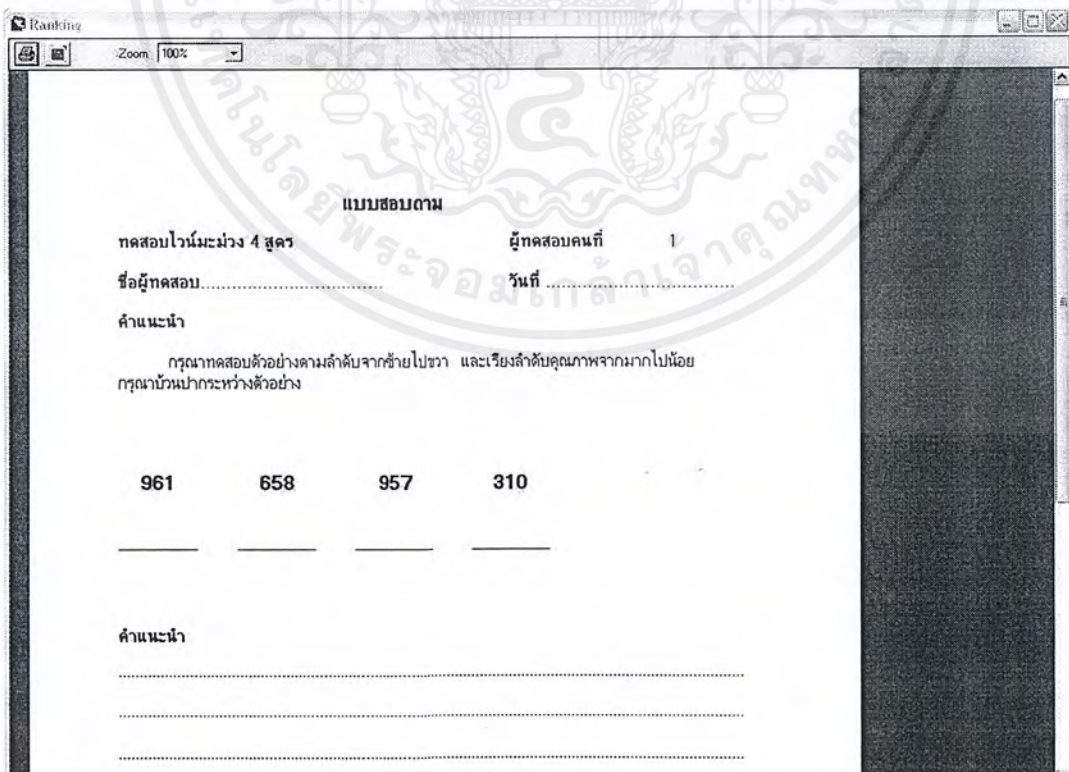 Ranking
Zoom 100%
แบบสอบถาม
ทดสอบไวน์มะม่วง 4 สูตร ผู้ทดสอบคนที่ 1
ชื่อผู้ทดสอบ.................................. วันที่ ...................................
คำแนะนำ
กรุณาทดสอบตัวอย่างตามลำดับจากซ้ายไปขวา และเรียงลำดับคุณภาพจากมากไปน้อย
กรุณาบ้วนปากระหว่างตัวอย่าง
961 658 957 310
คำแนะนำ